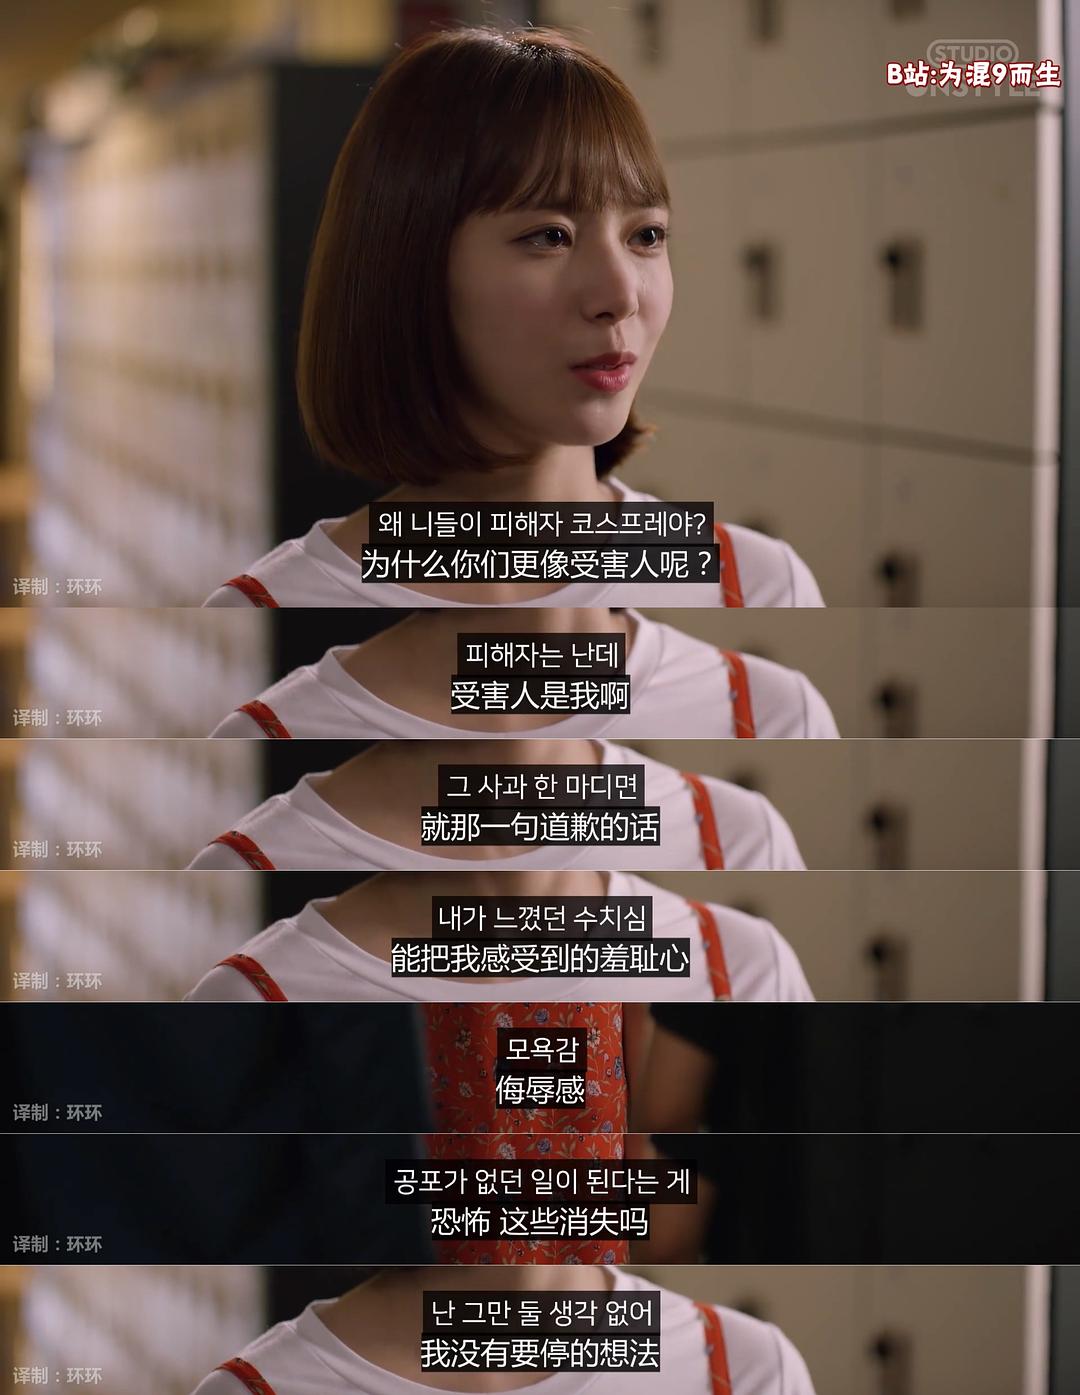 STUDIO
B站:为混9而生
ONSTYLE
왜 니들이 피해자 코스프레야?
为什么你们更像受害人呢？
译制：环环
피해자는 난데
受害人是我啊
译制：环环
그 사과 한 마디면
就那一句道歉的话
译制：环环
내가 느꼈던 수치심
能把我感受到的羞耻心
译制：环环
모욕감
侮辱感
译制：环环
공포가 없던 일이 된다는 게
恐怖 这些消失吗
译制：环环
난 그만 둘 생각 없어
我没有要停的想法
译制：环环